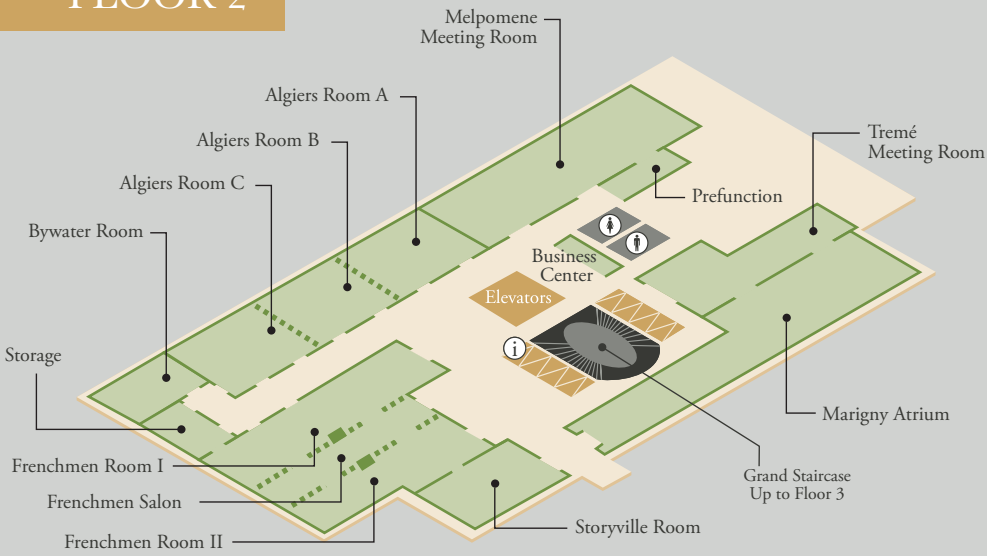 FLOOR 2
Melpomene
Meeting Room
Algiers Room A
Algiers Room B
Tremé
Meeting Room
Algiers Room C
Prefunction
Bywater Room
Business
Center
Elevators
i
Storage
Marigny Atrium
Frenchmen Room I
Grand Staircase
Up to Floor 3
Frenchmen Salon
Storyville Room
Frenchmen Room II